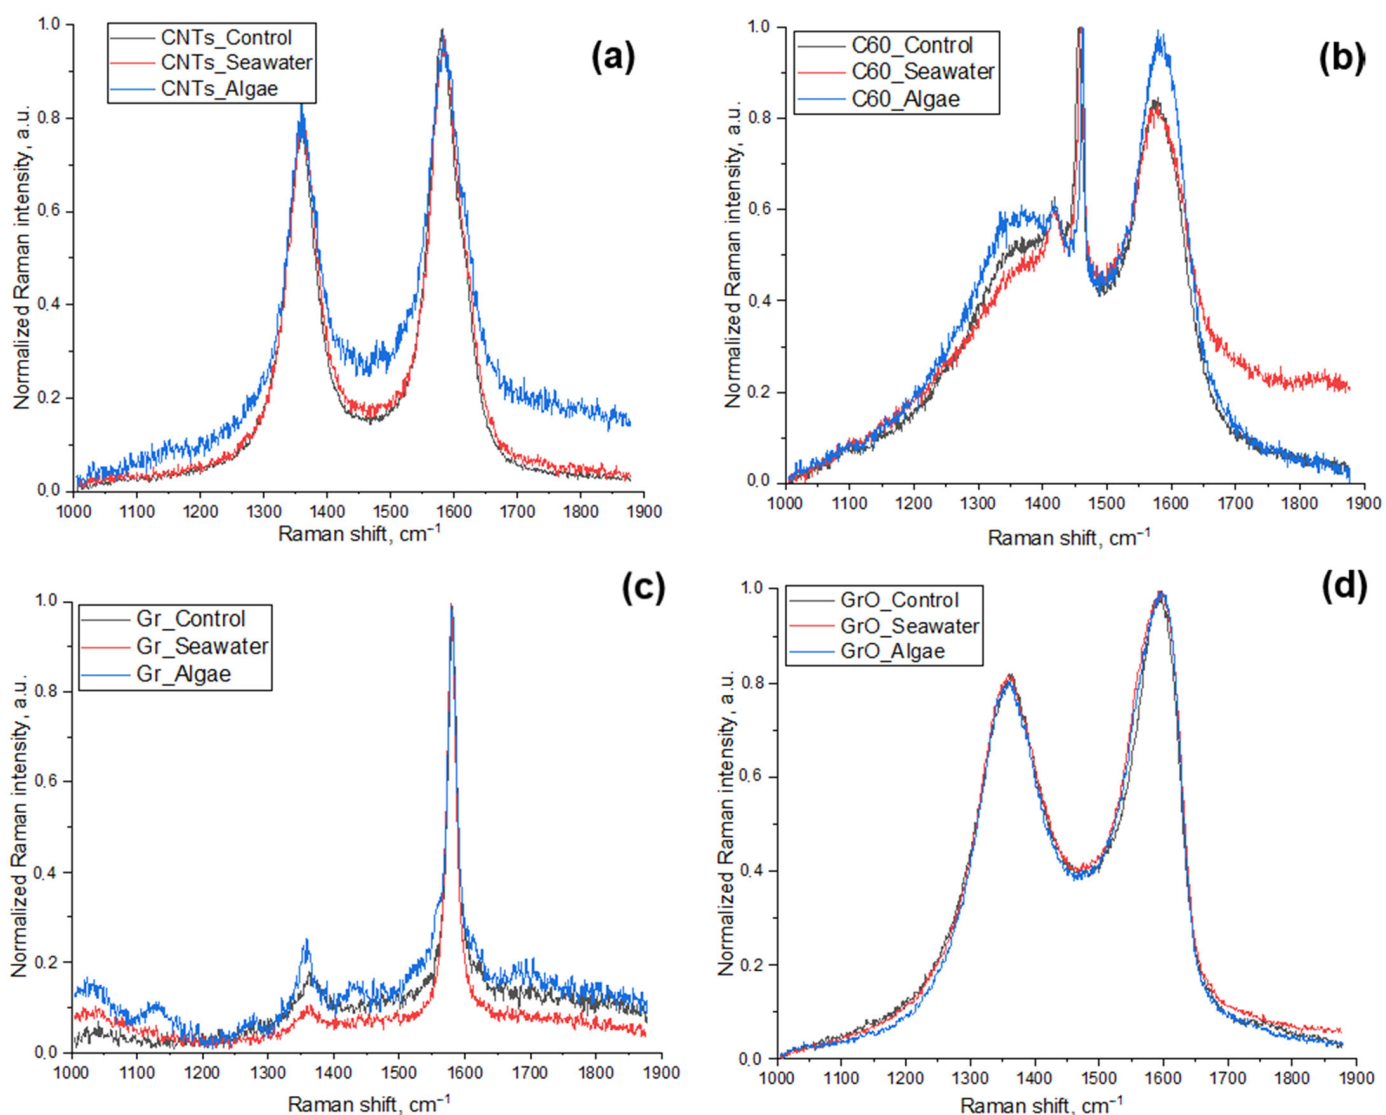 (a)
CNTs_Control
CNTs_Seawater
CNTs_Algae
Normalized Raman intensity, a.u.
1.0
0.8
0.6
0.4
0.2
0.0
1000 1100 1200 1300 1400 1500 1600 1700 1800 1900
Raman shift, cm⁻¹
(b)
C60_Control
C60_Seawater
C60_Algae
Normalized Raman intensity, a.u.
1.0
0.8
0.6
0.4
0.2
0.0
1000 1100 1200 1300 1400 1500 1600 1700 1800 1900
Raman shift, cm⁻¹
(c)
Gr_Control
Gr_Seawater
Gr_Algae
Normalized Raman intensity, a.u.
1.0
0.8
0.6
0.4
0.2
0.0
1000 1100 1200 1300 1400 1500 1600 1700 1800 1900
Raman shift, cm⁻¹
(d)
GrO_Control
GrO_Seawater
GrO_Algae
Normalized Raman intensity, a.u.
1.0
0.8
0.6
0.4
0.2
0.0
1000 1100 1200 1300 1400 1500 1600 1700 1800 1900
Raman shift, cm⁻¹